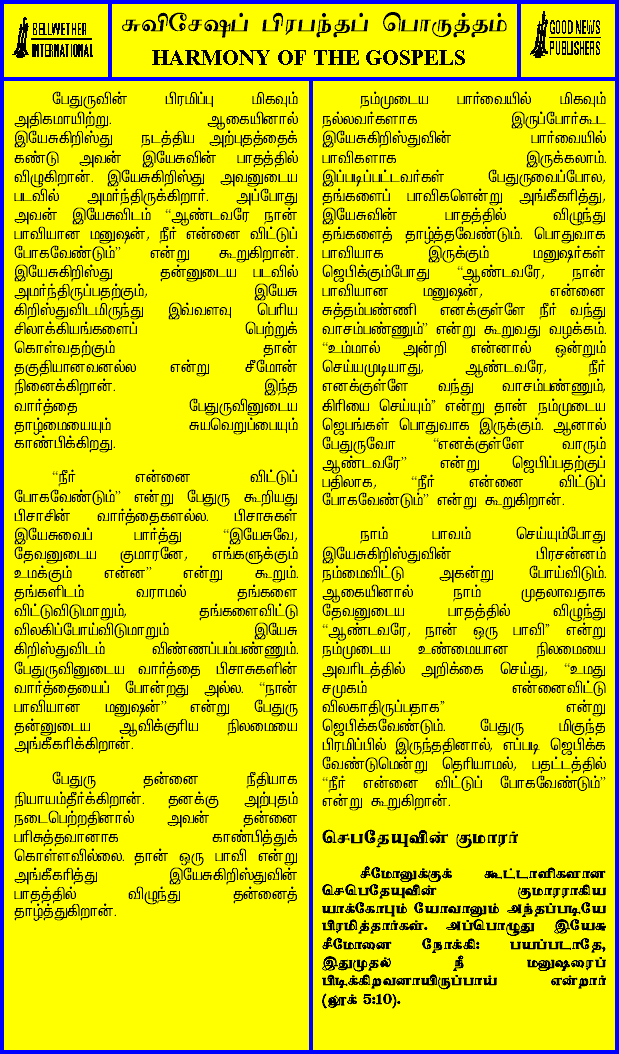 BELLWETHER
INTERNATIONAL
சுவிசேஷப் பிரபந்தப் பொருத்தம்
HARMONY OF THE GOSPELS
GOOD NEWS
PUBLISHERS
பேதுருவின் பிரமிப்பு மிகவும்
அதிகமாயிற்று. ஆகையினால்
இயேசுகிறிஸ்து நடத்திய அற்புதத்தைக்
கண்டு அவன் இயேசுவின் பாதத்தில்
விழுகிறான். இயேசுகிறிஸ்து அவனுடைய
படவில் அமர்ந்திருக்கிறார். அப்போது
அவன் இயேசுவிடம் “ஆண்டவரே நான்
பாவியான மனுஷன், நீர் என்னை விட்டுப்
போகவேண்டும்” என்று கூறுகிறான்.
இயேசுகிறிஸ்து தன்னுடைய படவில்
அமர்ந்திருப்பதற்கும், இயேசு
கிறிஸ்துவிடமிருந்து இவ்வளவு பெரிய
சிலாக்கியங்களைப் பெற்றுக்
கொள்வதற்கும் தான்
தகுதியானவனல்ல என்று சீமோன்
நினைக்கிறான். இந்த
வார்த்தை பேதுருவினுடைய
தாழ்மையையும் சுயவெறுப்பையும்
காண்பிக்கிறது.
“நீர் என்னை விட்டுப்
போகவேண்டும்” என்று பேதுரு கூறியது
பிசாசின் வார்த்தைகளல்ல. பிசாசுகள்
இயேசுவைப் பார்த்து “இயேசுவே,
தேவனுடைய குமாரனே, எங்களுக்கும்
உமக்கும் என்ன” என்று கூறும்.
தங்களிடம் வராமல் தங்களை
விட்டுவிடுமாறும், தங்களைவிட்டு
விலகிப்போய்விடுமாறும் இயேசு
கிறிஸ்துவிடம் விண்ணப்பம்பண்ணும்.
பேதுருவினுடைய வார்த்தை பிசாசுகளின்
வார்த்தையைப் போன்றது அல்ல. “நான்
பாவியான மனுஷன்” என்று பேதுரு
தன்னுடைய ஆவிக்குரிய நிலமையை
அங்கீகரிக்கிறான்.
பேதுரு தன்னை நீதியாக
நியாயம்தீர்க்கிறான். தனக்கு அற்புதம்
நடைபெற்றதினால் அவன் தன்னை
பரிசுத்தவானாக காண்பித்துக்
கொள்ளவில்லை. தான் ஒரு பாவி என்று
அங்கீகரித்து இயேசுகிறிஸ்துவின்
பாதத்தில் விழுந்து தன்னைத்
தாழ்த்துகிறான்.
நம்முடைய பார்வையில் மிகவும்
நல்லவர்களாக இருப்போர்கூட
இயேசுகிறிஸ்துவின் பார்வையில்
பாவிகளாக இருக்கலாம்.
இப்படிப்பட்டவர்கள் பேதுருவைப்போல,
தங்களைப் பாவிகளென்று அங்கீகரித்து,
இயேசுவின் பாதத்தில் விழுந்து
தங்களைத் தாழ்த்தவேண்டும். பொதுவாக
பாவியாக இருக்கும் மனுஷர்கள்
ஜெபிக்கும்போது “ஆண்டவரே, நான்
பாவியான மனுஷன், என்னை
சுத்தம்பண்ணி எனக்குள்ளே நீர் வந்து
வாசம்பண்ணும்” என்று கூறுவது வழக்கம்.
“உம்மால் அன்றி என்னால் ஒன்றும்
செய்யமுடியாது, ஆண்டவரே, நீர்
எனக்குள்ளே வந்து வாசம்பண்ணும்,
கிரியை செய்யும்” என்று தான் நம்முடைய
ஜெபங்கள் பொதுவாக இருக்கும். ஆனால்
பேதுருவோ “எனக்குள்ளே வாரும்
ஆண்டவரே” என்று ஜெபிப்பதற்குப்
பதிலாக, “நீர் என்னை விட்டுப்
போகவேண்டும்” என்று கூறுகிறான்.
நாம் பாவம் செய்யும்போது
இயேசுகிறிஸ்துவின் பிரசன்னம்
நம்மைவிட்டு அகன்று போய்விடும்.
ஆகையினால் நாம் முதலாவதாக
தேவனுடைய பாதத்தில் விழுந்து
“ஆண்டவரே, நான் ஒரு பாவி” என்று
நம்முடைய உண்மையான நிலமையை
அவரிடத்தில் அறிக்கை செய்து, “உமது
சமுகம் என்னைவிட்டு
விலகாதிருப்பதாக” என்று
ஜெபிக்கவேண்டும். பேதுரு மிகுந்த
பிரமிப்பில் இருந்ததினால், எப்படி ஜெபிக்க
வேண்டுமென்று தெரியாமல், பதட்டத்தில்
“நீர் என்னை விட்டுப் போகவேண்டும்”
என்று கூறுகிறான்.
செபதேயுவின் குமாரர்
சீமோனுக்குக் கூட்டாளிகளான
செபெதேயுவின் குமாரராகிய
யாக்கோபும் யோவானும் அந்தப்படியே
பிரமித்தார்கள். அப்பொழுது இயேசு
சீமோனை நோக்கி: பயப்படாதே,
இதுமுதல் நீ மனுஷரைப்
பிடிக்கிறவனாயிருப்பாய் என்றார்
(லூக் 5:10).